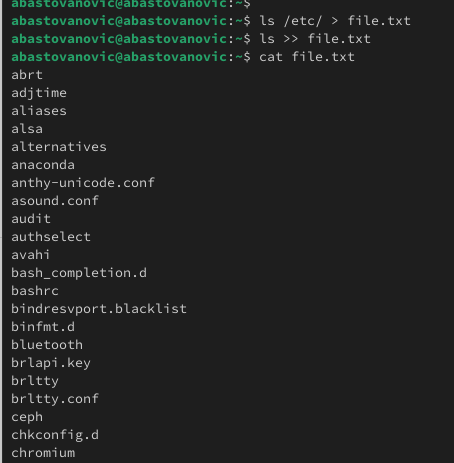 abastovanovic@abastovanovic:~$
abastovanovic@abastovanovic:~$ ls /etc/ > file.txt
abastovanovic@abastovanovic:~$ ls >> file.txt
abastovanovic@abastovanovic:~$ cat file.txt
abrt
adjtime
aliases
alsa
alternatives
anaconda
anthy-unicode.conf
asound.conf
audit
authselect
avahi
bash_completion.d
bashrc
bindresvport.blacklist
binfmt.d
bluetooth
brlapi.key
brltty
brltty.conf
ceph
chkconfig.d
chromium